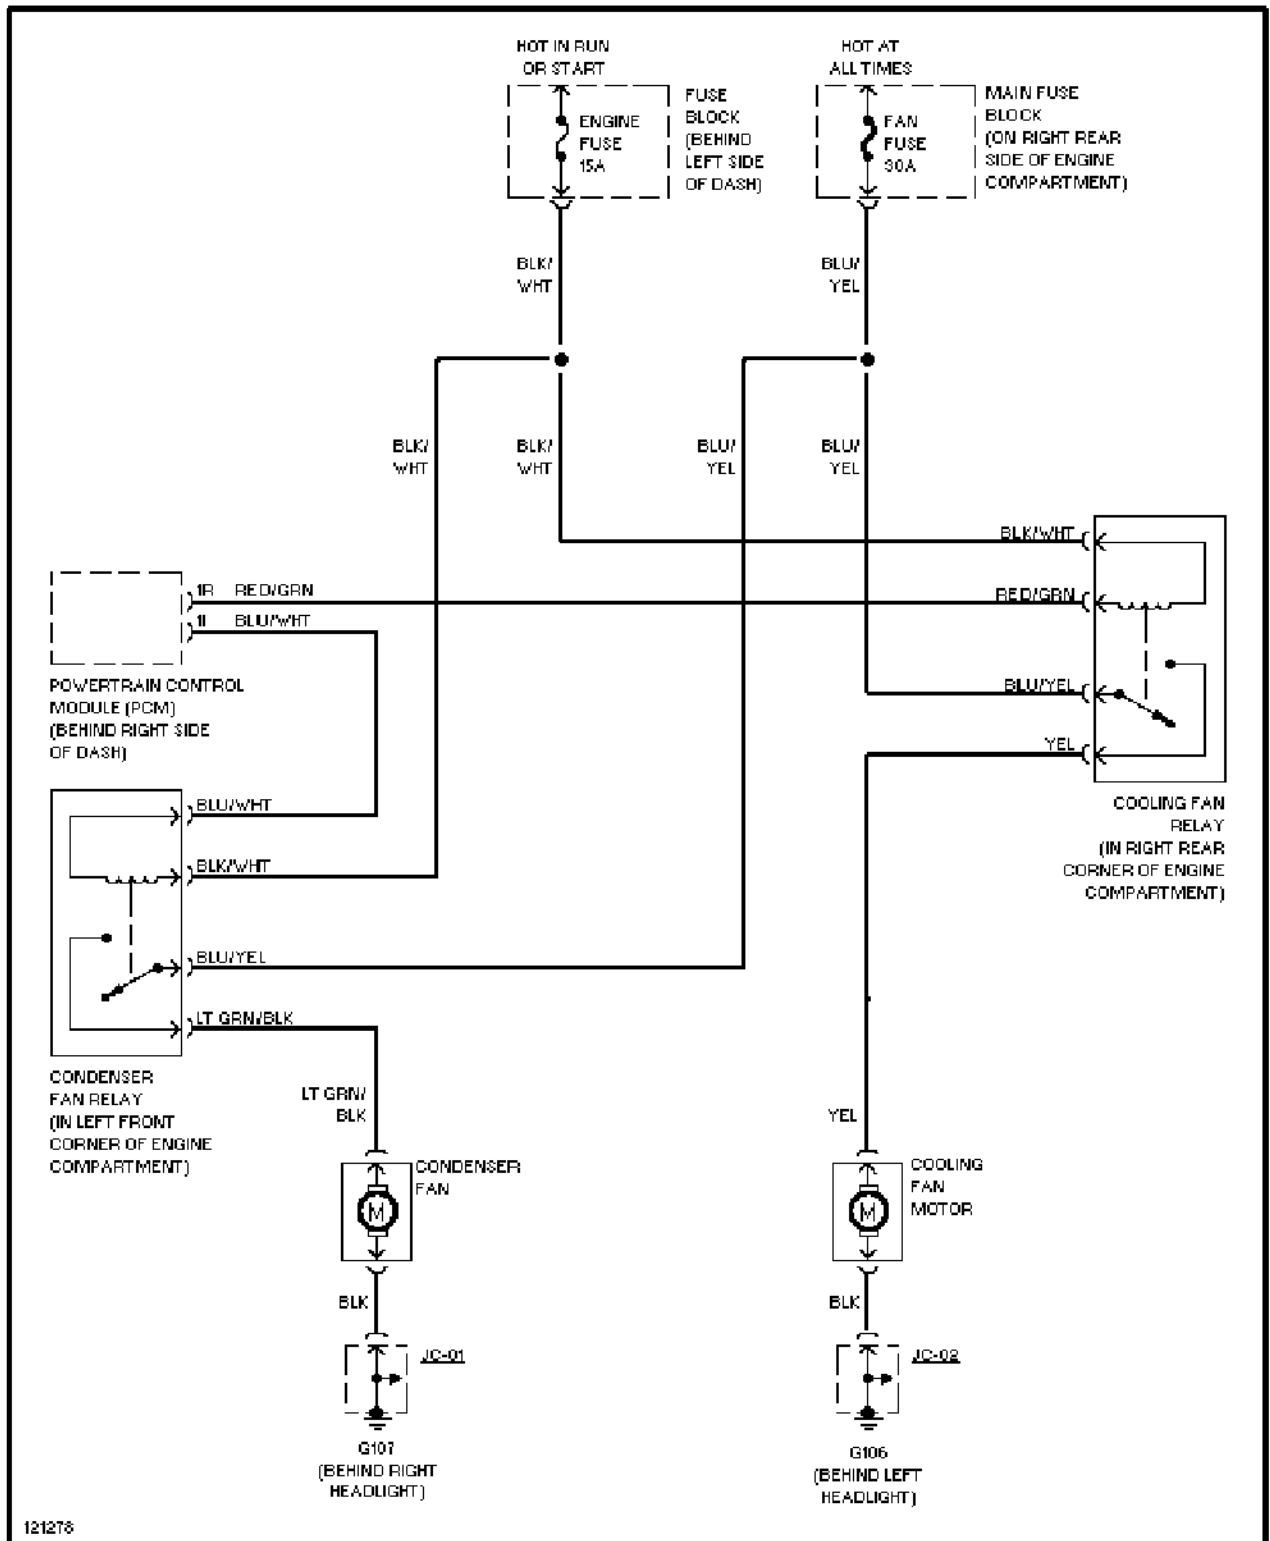 HOT IN RUN
OR START
HOT AT
ALL TIMES
ENGINE
FUSE
15A
FUSE
BLOCK
(BEHIND
LEFT SIDE
OF DASH)
FAN
FUSE
30A
MAIN FUSE
BLOCK
(ON RIGHT REAR
SIDE OF ENGINE
COMPARTMENT)
BLK/
WHT
BLU/
YEL
BLK/
WHT
BLK/
WHT
BLU/
YEL
BLU/
YEL
BLK/WHT
RED/GRN
BLU/YEL
YEL
1R RED/GRN
1I BLU/WHT
POWERTRAIN CONTROL
MODULE (PCM)
(BEHIND RIGHT SIDE
OF DASH)
COOLING FAN
RELAY
(IN RIGHT REAR
CORNER OF ENGINE
COMPARTMENT)
BLU/WHT
BLK/WHT
BLU/YEL
LT GRN/BLK
CONDENSER
FAN RELAY
(IN LEFT FRONT
CORNER OF ENGINE
COMPARTMENT)
LT GRN/
BLK
YEL
CONDENSER
FAN
M
COOLING
FAN
MOTOR
M
BLK
BLK
JC-01
JC-02
G107
(BEHIND RIGHT
HEADLIGHT)
G106
(BEHIND LEFT
HEADLIGHT)
121278